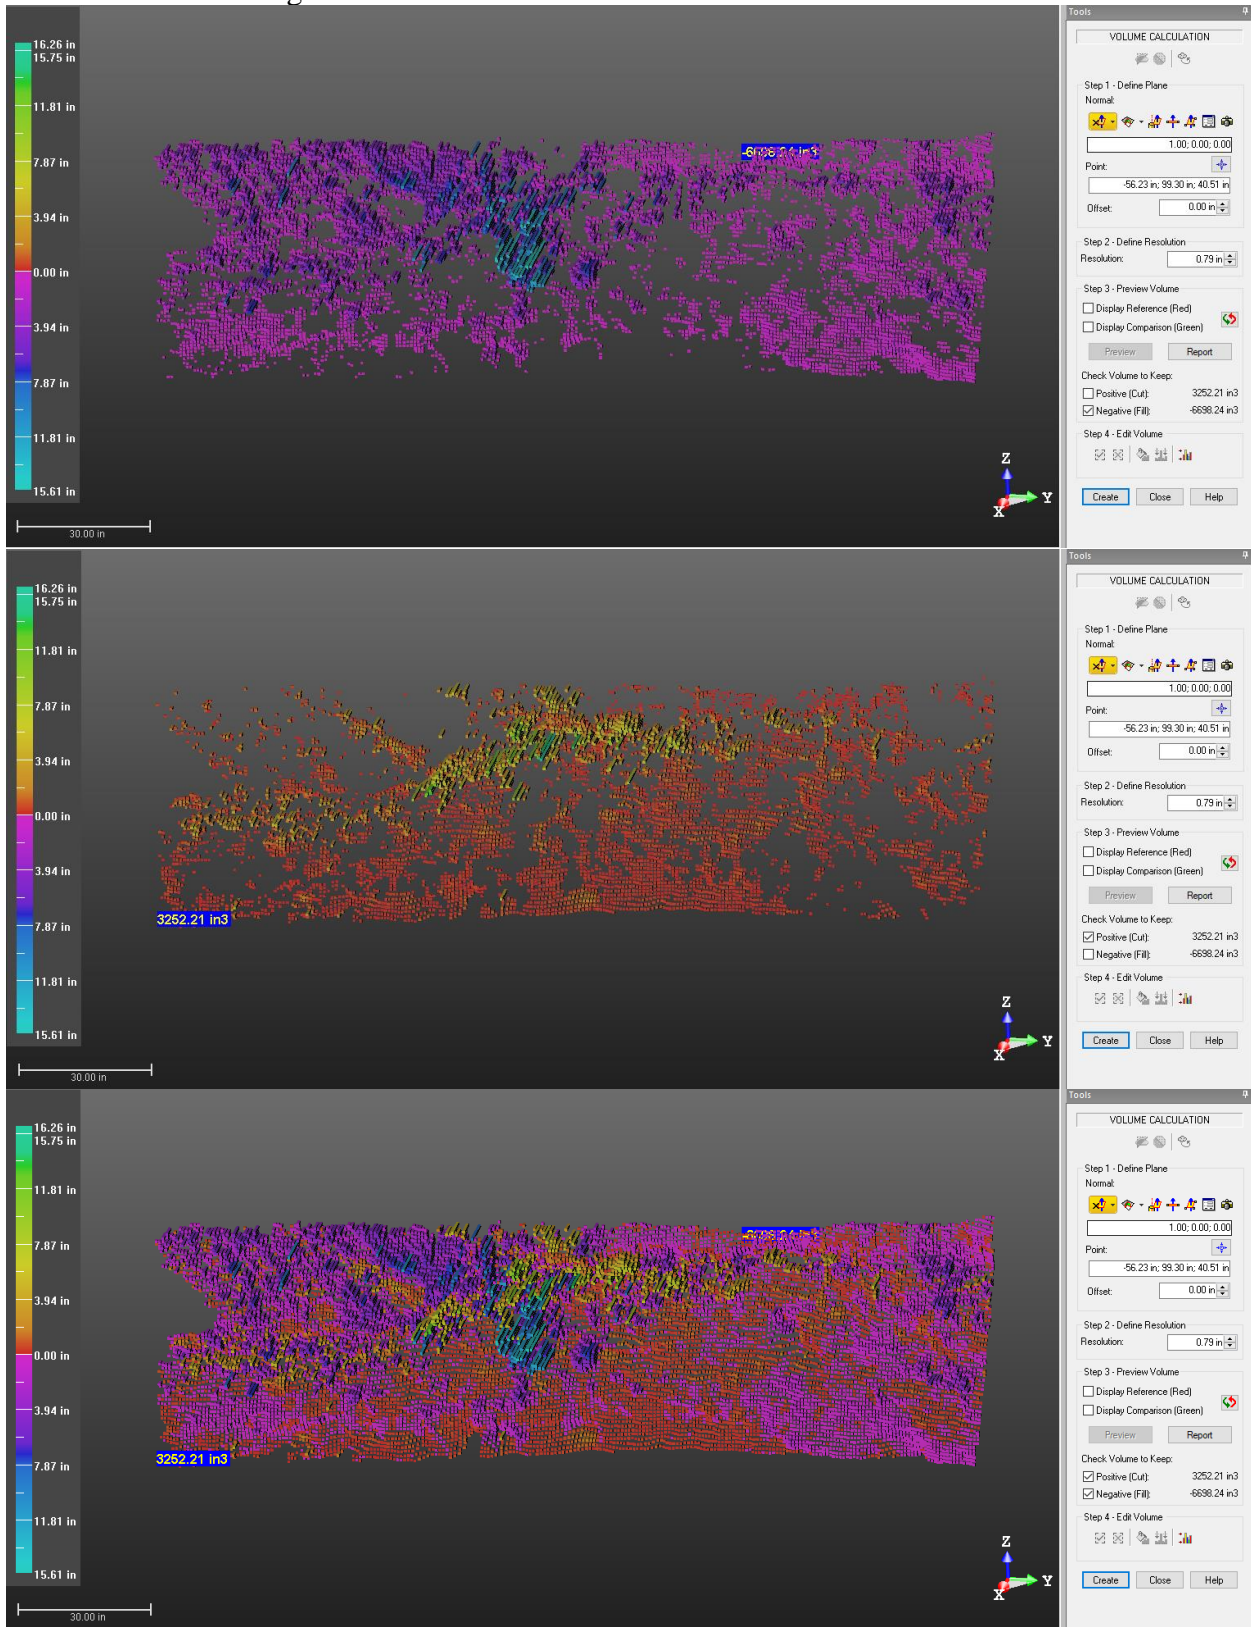 Tools
16.26 in
15.75 in
11.81 in
7.87 in
3.94 in
0.00 in
3.94 in
7.87 in
11.81 in
15.61 in
30.00 in
Z
Y
X
VOLUME CALCULATION
Step 1 - Define Plane
Normal:
1.00; 0.00; 0.00
Point:
-56.23 in; 99.30 in; 40.51 in
Offset: 0.00 in
Step 2 - Define Resolution
Resolution: 0.79 in
Step 3 - Preview Volume
Display Reference (Red)
Display Comparison (Green)
Preview Report
Check Volume to Keep:
Positive (Cut): 3252.21 in3
Negative (Fill): -6698.24 in3
Step 4 - Edit Volume
Create Close Help
Tools
16.26 in
15.75 in
11.81 in
7.87 in
3.94 in
0.00 in
3.94 in
7.87 in
11.81 in
15.61 in
3252.21 in3
30.00 in
Z
Y
X
VOLUME CALCULATION
Step 1 - Define Plane
Normal:
1.00; 0.00; 0.00
Point:
-56.23 in; 99.30 in; 40.51 in
Offset: 0.00 in
Step 2 - Define Resolution
Resolution: 0.79 in
Step 3 - Preview Volume
Display Reference (Red)
Display Comparison (Green)
Preview Report
Check Volume to Keep:
Positive (Cut): 3252.21 in3
Negative (Fill): -6698.24 in3
Step 4 - Edit Volume
Create Close Help
Tools
16.26 in
15.75 in
11.81 in
7.87 in
3.94 in
0.00 in
3.94 in
7.87 in
11.81 in
15.61 in
3252.21 in3
30.00 in
Z
Y
X
VOLUME CALCULATION
Step 1 - Define Plane
Normal:
1.00; 0.00; 0.00
Point:
-56.23 in; 99.30 in; 40.51 in
Offset: 0.00 in
Step 2 - Define Resolution
Resolution: 0.79 in
Step 3 - Preview Volume
Display Reference (Red)
Display Comparison (Green)
Preview Report
Check Volume to Keep:
Positive (Cut): 3252.21 in3
Negative (Fill): -6698.24 in3
Step 4 - Edit Volume
Create Close Help